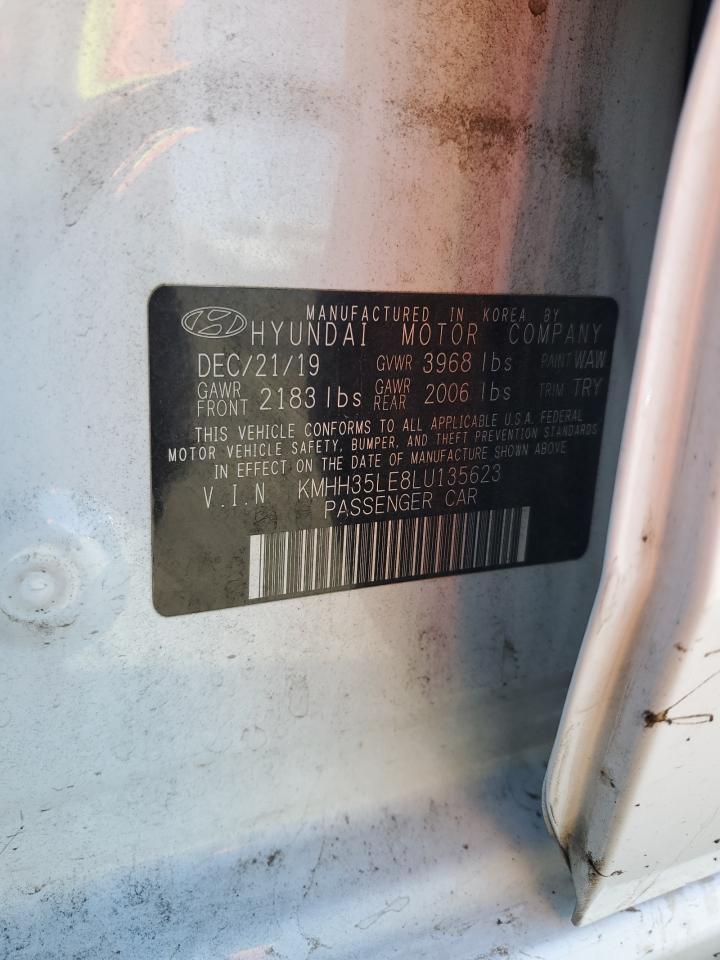 MANUFACTURED IN KOREA BY
HYUNDAI MOTOR COMPANY
DEC/21/19 GVWR 3968 lbs PAINT WAW
GAWR FRONT 2183 lbs GAWR REAR 2006 lbs TRIM TRY
THIS VEHICLE CONFORMS TO ALL APPLICABLE U.S.A. FEDERAL
MOTOR VEHICLE SAFETY, BUMPER, AND THEFT PREVENTION STANDARDS
IN EFFECT ON THE DATE OF MANUFACTURE SHOWN ABOVE
V.I.N KMHH35LE8LU135623
PASSENGER CAR